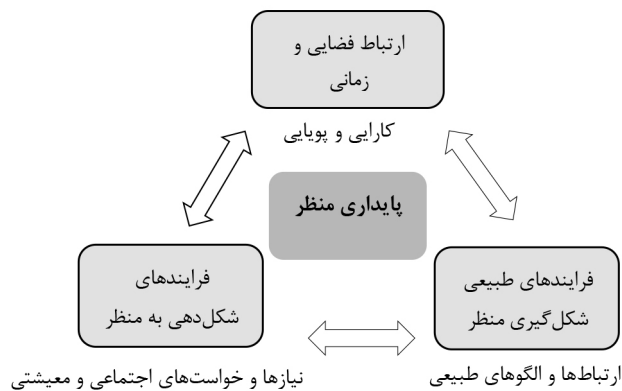 ارتباط فضایی و
زمانی
کارایی و پویایی
پایداری منظر
فرایندهای طبیعی
شکل‌گیری منظر
ارتباط‌ها و الگوهای طبیعی
فرایندهای
شکل‌دهی به منظر
نیازها و خواست‌های اجتماعی و معیشتی